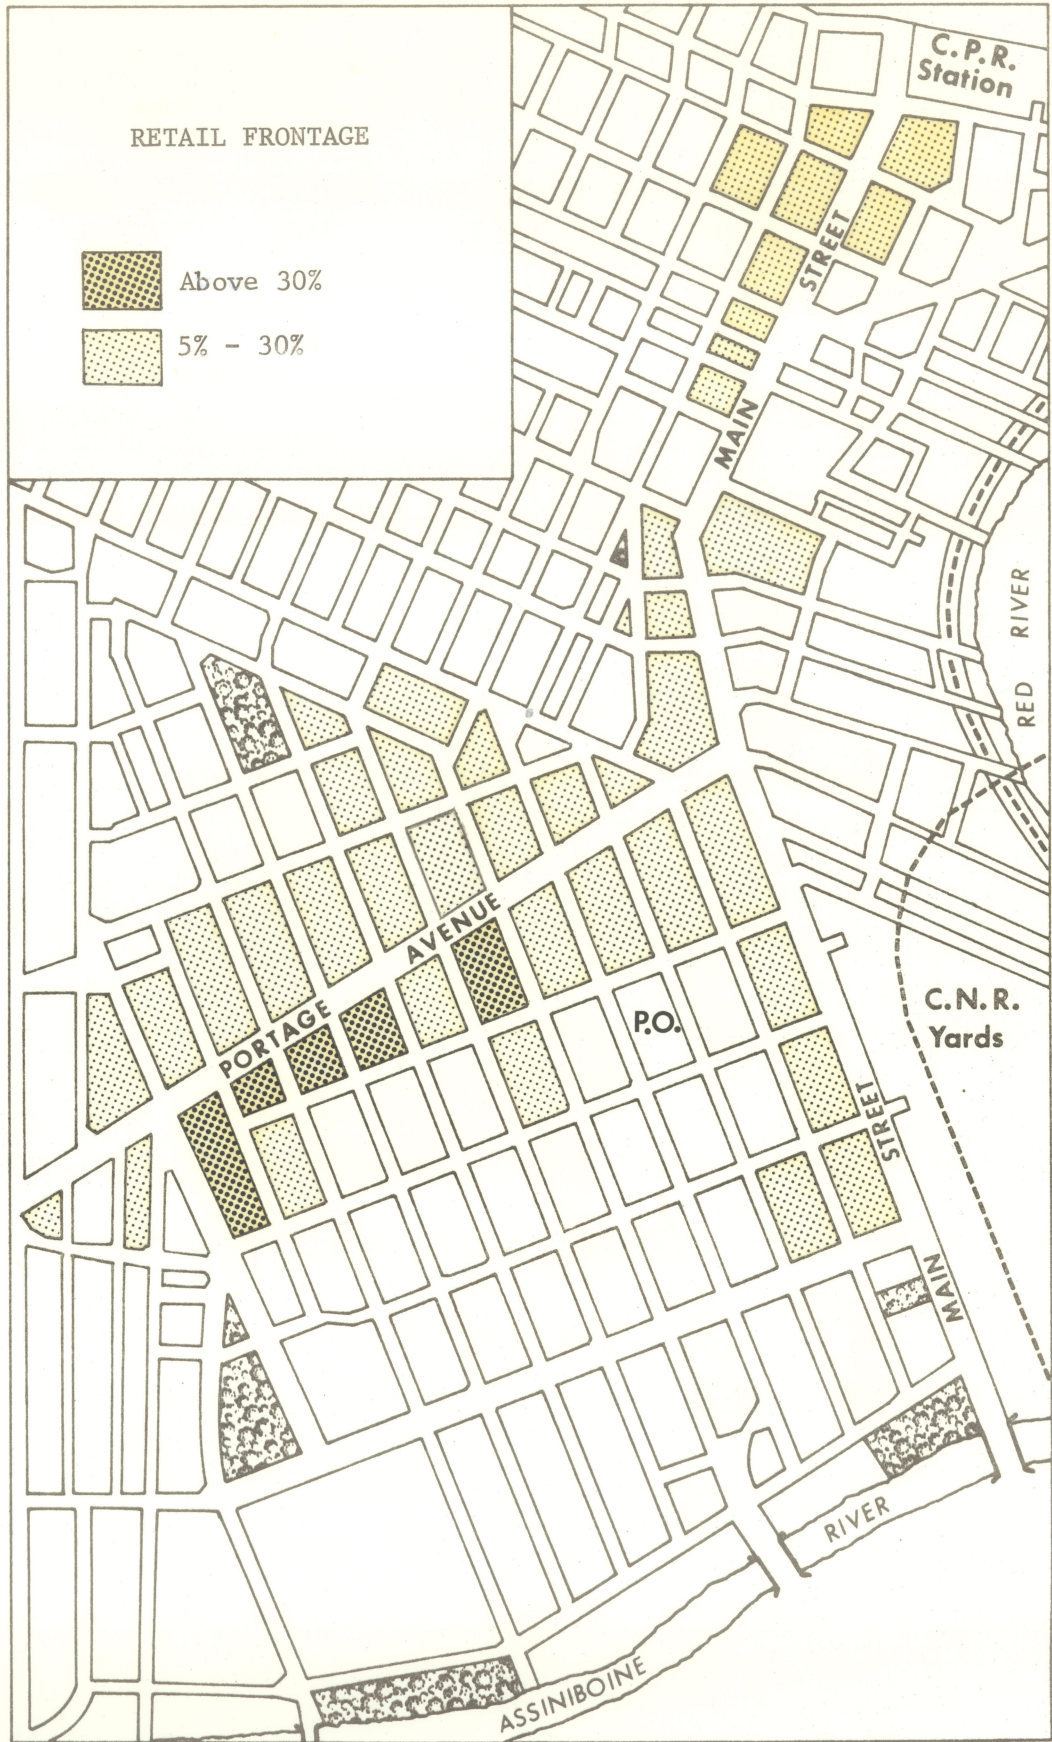 RETAIL FRONTAGE
Above 30%
5% - 30%
C.P.R.
Station
STREET
MAIN
RED RIVER
PORTAGE AVENUE
P.O.
C.N.R.
Yards
STREET
MAIN
RIVER
ASSINIBOINE